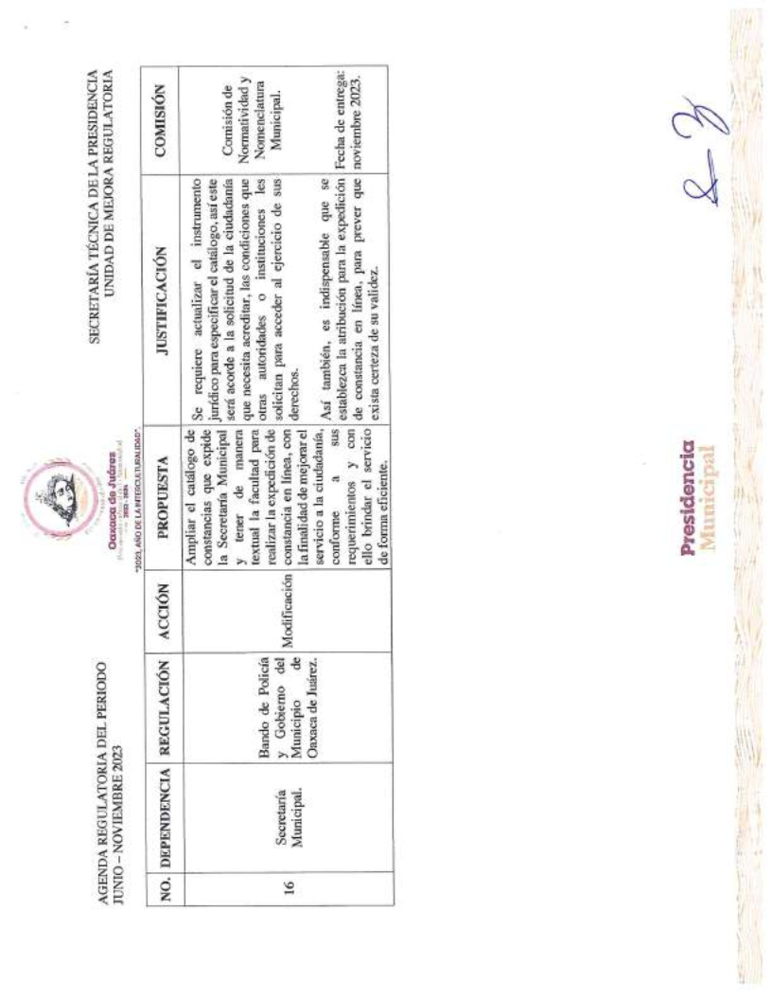 AGENDA REGULATORIA DEL PERIODO
JUNIO – NOVIEMBRE 2023
Oaxaca de Juárez
2022 - 2024
"2023, AÑO DE LA INTERCULTURALIDAD".
SECRETARÍA TÉCNICA DE LA PRESIDENCIA
UNIDAD DE MEJORA REGULATORIA
NO.
DEPENDENCIA
REGULACIÓN
ACCIÓN
PROPUESTA
JUSTIFICACIÓN
COMISIÓN
16
Secretaría
Municipal.
Bando de Policía
y Gobierno del
Municipio de
Oaxaca de Juárez.
Modificación
Ampliar el catálogo de
constancias que expide
la Secretaría Municipal
y tener de manera
textual la facultad para
realizar la expedición de
constancia en línea, con
la finalidad de mejorar el
servicio a la ciudadanía,
conforme a sus
requerimientos y con
ello brindar el servicio
de forma eficiente.
Se requiere actualizar el instrumento
jurídico para especificar el catálogo, así este
será acorde a la solicitud de la ciudadanía
que necesita acreditar, las condiciones que
otras autoridades o instituciones les
solicitan para acceder al ejercicio de sus
derechos.
Así también, es indispensable que se
establezca la atribución para la expedición
de constancia en línea, para prever que
exista certeza de su validez.
Comisión de
Normatividad y
Nomenclatura
Municipal.
Fecha de entrega:
noviembre 2023.
Presidencia
Municipal